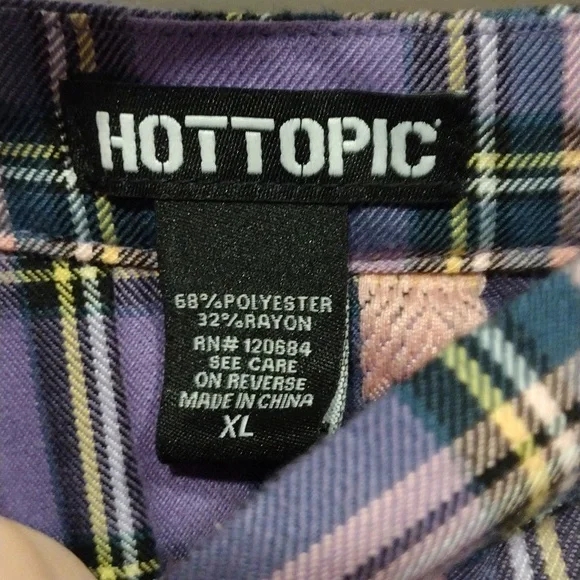 HOTTOPIC
68%POLYESTER
32%RAYON
RN# 120684
SEE CARE
ON REVERSE
MADE IN CHINA
XL